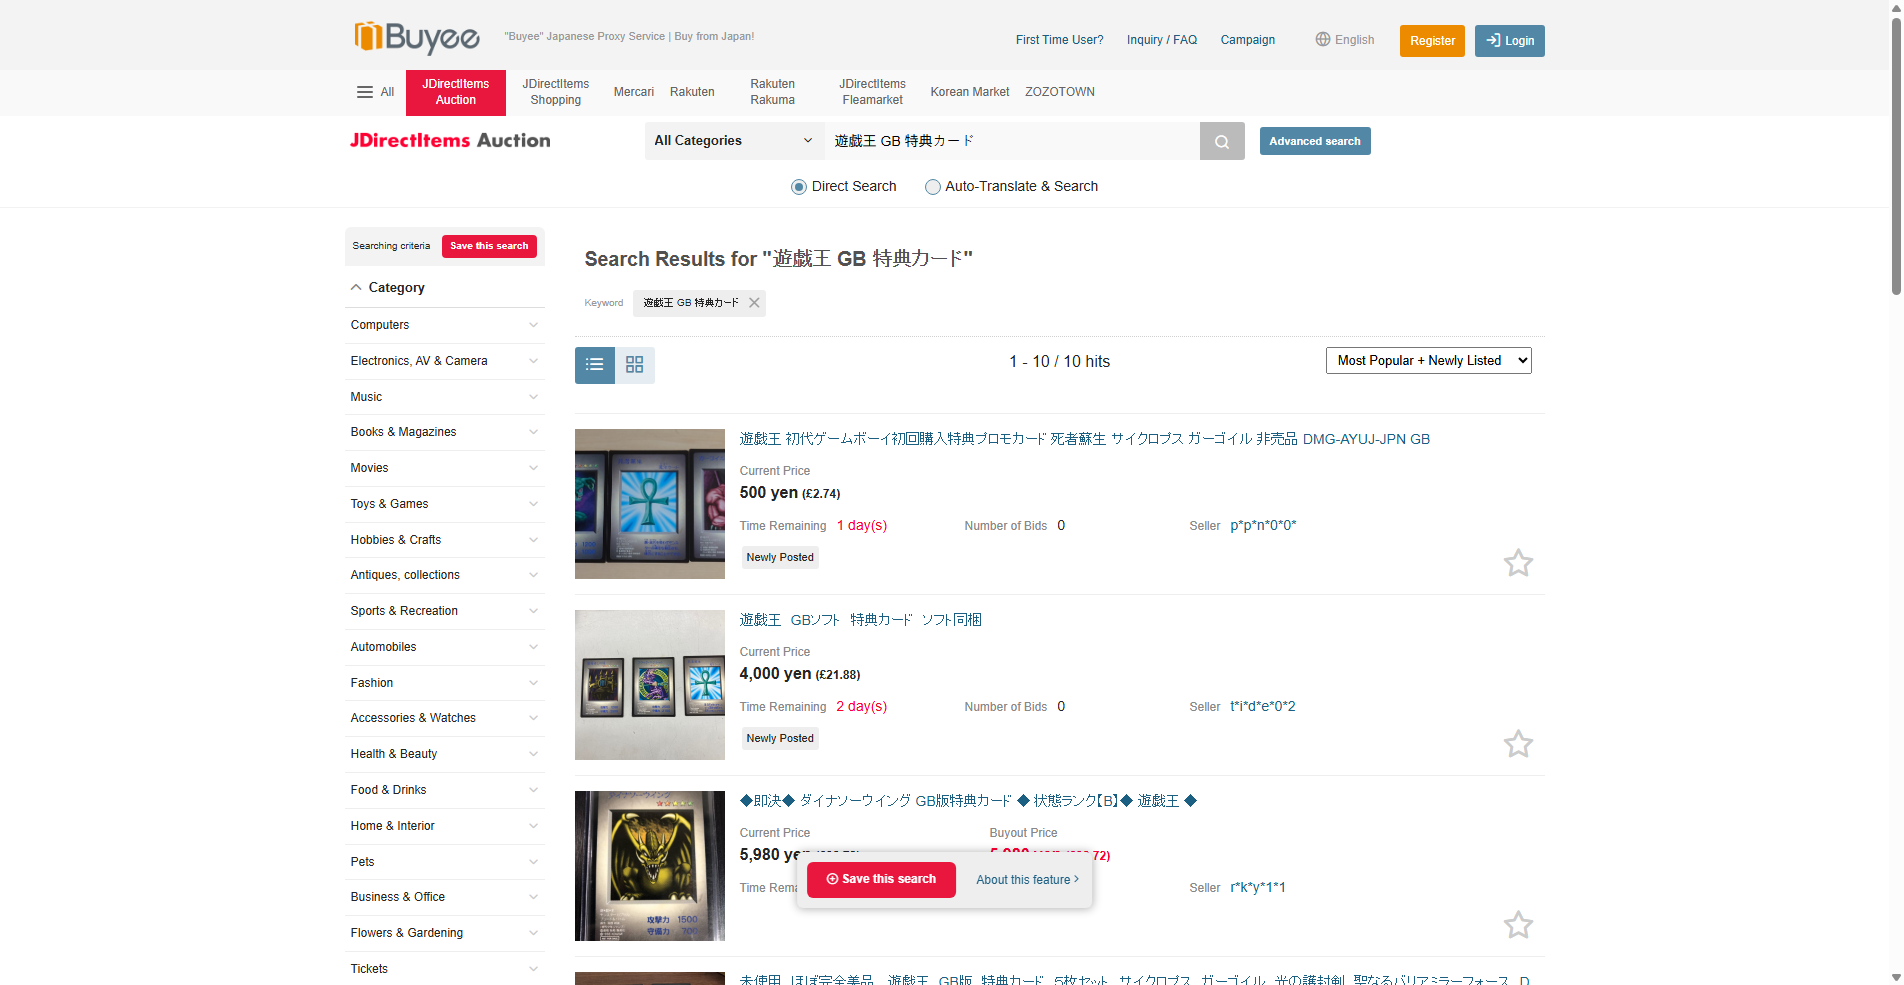 Buyee
"Buyee" Japanese Proxy Service | Buy from Japan!
First Time User?
Inquiry / FAQ
Campaign
English
Register
Login
All
JDirectItems
Auction
JDirectItems
Shopping
Mercari
Rakuten
Rakuten
Rakuma
JDirectItems
Fleamarket
Korean Market
ZOZOTOWN
JDirectItems Auction
All Categories
遊戯王 GB 特典カード
Advanced search
Direct Search
Auto-Translate & Search
Searching criteria
Save this search
Category
Computers
Electronics, AV & Camera
Music
Books & Magazines
Movies
Toys & Games
Hobbies & Crafts
Antiques, collections
Sports & Recreation
Automobiles
Fashion
Accessories & Watches
Health & Beauty
Food & Drinks
Home & Interior
Pets
Business & Office
Flowers & Gardening
Tickets
Search Results for "遊戯王 GB 特典カード"
Keyword
遊戯王 GB 特典カード
1 - 10 / 10 hits
Most Popular + Newly Listed
遊戯王 初代ゲームボーイ初回購入特典プロモカード 死者蘇生 サイクロプス ガーゴイル 非売品 DMG-AYUJ-JPN GB
Current Price
500 yen (£2.74)
Time Remaining 1 day(s)
Number of Bids 0
Seller p*p*n*0*0*
Newly Posted
遊戯王　GBソフト　特典カード　ソフト同梱
Current Price
4,000 yen (£21.88)
Time Remaining 2 day(s)
Number of Bids 0
Seller t*i*d*e*0*2
Newly Posted
◆即決◆ ダイナソーウイング GB版特典カード ◆ 状態ランク【B】◆ 遊戯王 ◆
Current Price
5,980
Buyout Price
72)
Seller r*k*y*1*1
攻撃力 1500
守備力 700
Save this search
About this feature
未使用　ほぼ完全美品　遊戯王　GB版　特典カード　5枚セット　サイクロプス　ガーゴイル　光の護封剣　聖なるバリアミラーフォース　D